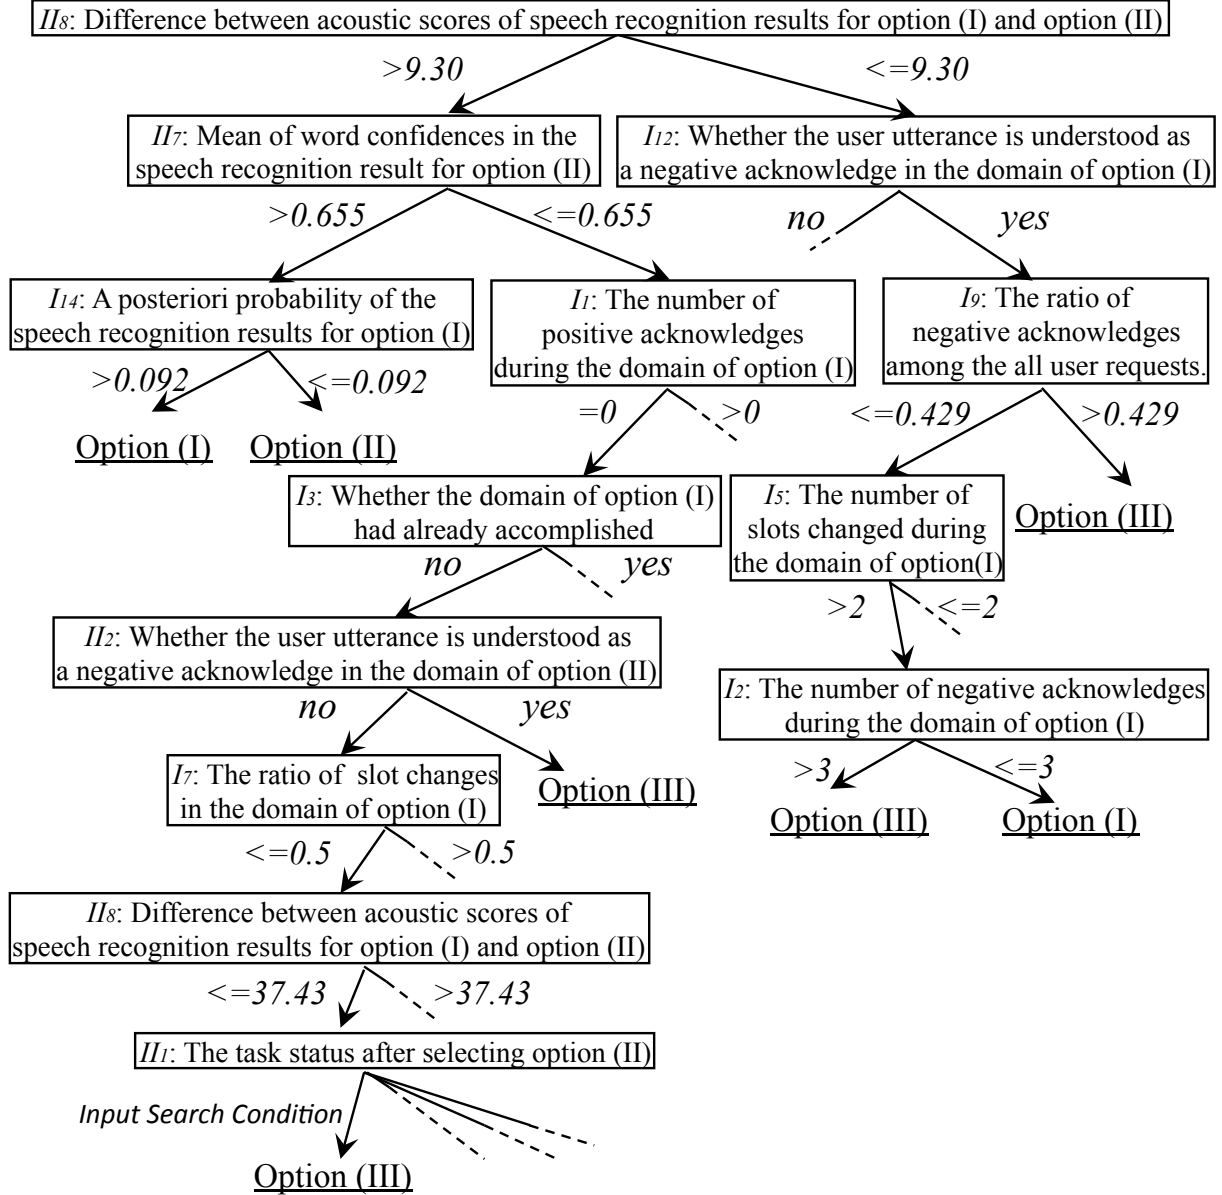 II8: Difference between acoustic scores of speech recognition results for option (I) and option (II)
>9.30
<=9.30
II7: Mean of word confidences in the
speech recognition result for option (II)
I12: Whether the user utterance is understood as
a negative acknowledge in the domain of option (I)
>0.655
<=0.655
no
yes
I14: A posteriori probability of the
speech recognition results for option (I)
I1: The number of
positive acknowledges
during the domain of option (I)
I9: The ratio of
negative acknowledges
among the all user requests.
>0.092
<=0.092
=0
>0
<=0.429
>0.429
Option (I)
Option (II)
I3: Whether the domain of option (I)
had already accomplished
I5: The number of
slots changed during
the domain of option(I)
Option (III)
no
yes
>2
<=2
II2: Whether the user utterance is understood as
a negative acknowledge in the domain of option (II)
I2: The number of negative acknowledges
during the domain of option (I)
no
yes
>3
<=3
I7: The ratio of slot changes
in the domain of option (I)
Option (III)
Option (III)
Option (I)
<=0.5
>0.5
II8: Difference between acoustic scores of
speech recognition results for option (I) and option (II)
<=37.43
>37.43
II1: The task status after selecting option (II)
Input Search Condition
Option (III)